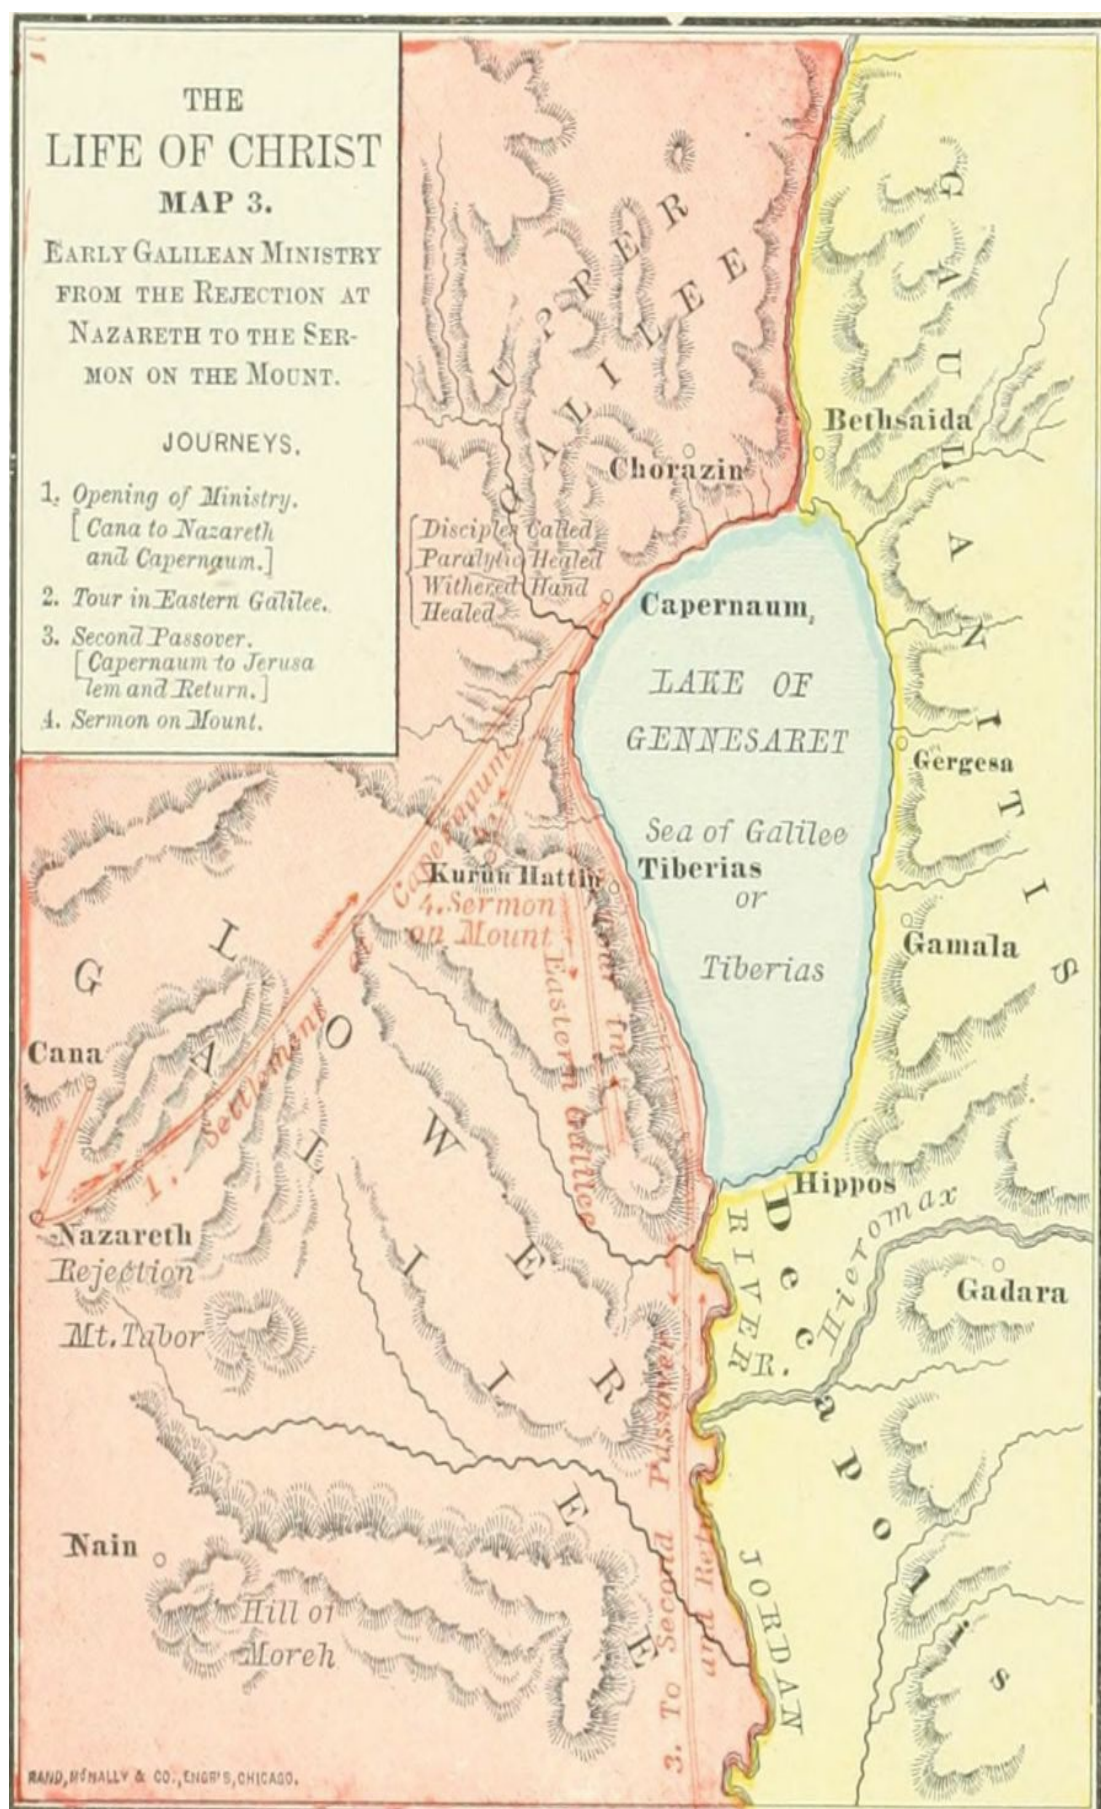 THE
LIFE OF CHRIST
MAP 3.
EARLY GALILEAN MINISTRY
FROM THE REJECTION AT
NAZARETH TO THE SER-
MON ON THE MOUNT.
JOURNEYS.
1. Opening of Ministry.
[Cana to Nazareth
and Capernaum.]
2. Tour in Eastern Galilee.
3. Second Passover.
[Capernaum to Jerusa
lem and Return.]
4. Sermon on Mount.
UPPER
GALILEE
GAULANITIS
Bethsaida
Chorazin
Disciples Called
Paralytic Healed
Withered Hand
Healed
Capernaum,
LAKE OF
GENNESARET
Sea of Galilee
or
Tiberias
Gergesa
Tiberias
Kurun Hattin
4. Sermon
on Mount
Gamala
1. Settlement at Capernaum
2. Tour in
Eastern Galilee
LOWER
GALILEE
Cana
Nazareth
Rejection
Mt. Tabor
Hippos
Hieromax
Gadara
RIVER
JORDAN
R.
Decapolis
Nain
Hill of
Moreh
3. To Second Passover
and Return
RAND, McNALLY & CO., ENGR'S, CHICAGO.